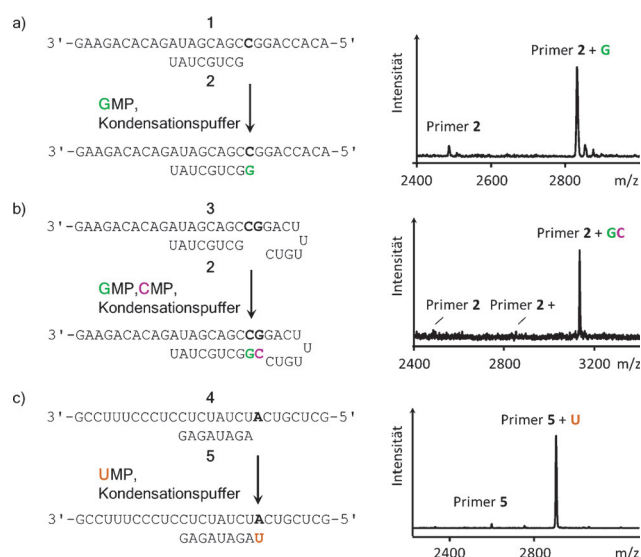 a)
1
3'-GAAGACACAGAUAGCAGCCGGACCACA-5'
UAUCGUCG
2
GMP,
Kondensationspuffer
3'-GAAGACACAGAUAGCAGCCGGACCACA-5'
UAUCGUCGG
Intensität
Primer 2 + G
Primer 2
2400 2600 2800 m/z
b)
3
3'-GAAGACACAGAUAGCAGCCGGACU
U
UAUCGUCG CUGU
U
2
GMP,CMP,
Kondensationspuffer
3'-GAAGACACAGAUAGCAGCCGGACU
U
UAUCGUCGGCCUGU
U
Intensität
Primer 2 + GC
Primer 2 Primer 2 +
2400 2800 3200 m/z
c)
4
3'-GCCUUUCCCUCCUCUAUCUACUGCUCG-5'
GAGAUAGA
5
UMP,
Kondensationspuffer
3'-GCCUUUCCCUCCUCUAUCUACUGCUCG-5'
GAGAUAGAU
Intensität
Primer 5 + U
Primer 5
2400 2800 m/z